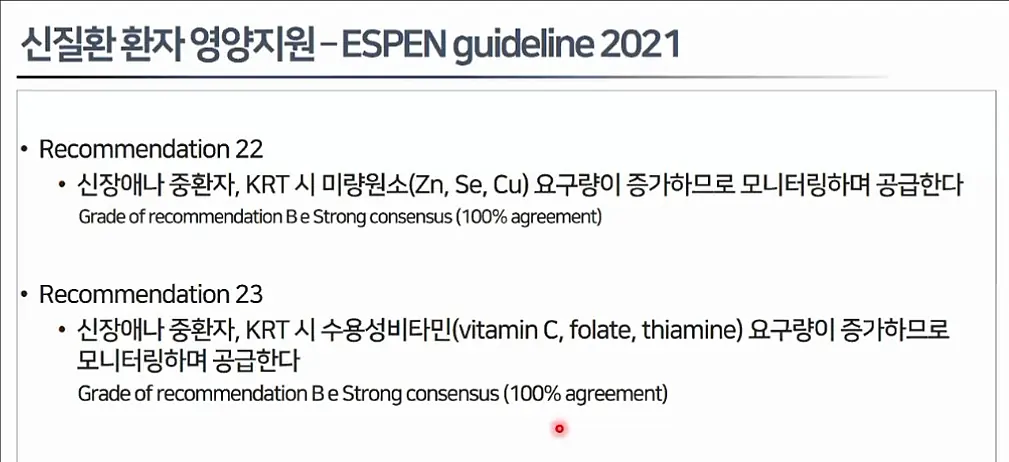 신질환 환자 영양지원 – ESPEN guideline 2021
• Recommendation 22
• 신장애나 중환자, KRT 시 미량원소(Zn, Se, Cu) 요구량이 증가하므로 모니터링하며 공급한다
Grade of recommendation B e Strong consensus (100% agreement)
• Recommendation 23
• 신장애나 중환자, KRT 시 수용성비타민(vitamin C, folate, thiamine) 요구량이 증가하므로
모니터링하며 공급한다
Grade of recommendation B e Strong consensus (100% agreement)